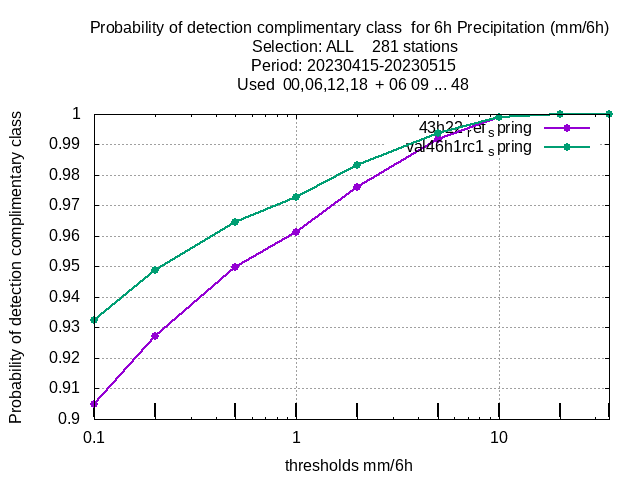 Probability of detection complimentary class  for 6h Precipitation (mm/6h)
Selection: ALL    281 stations
Period: 20230415-20230515
Used  00,06,12,18  + 06 09 ... 48
Probability of detection complimentary class
1
0.99
0.98
0.97
0.96
0.95
0.94
0.93
0.92
0.91
0.9
43h22_ref_spring
val46h1rc1_spring
0.1
1
10
thresholds mm/6h